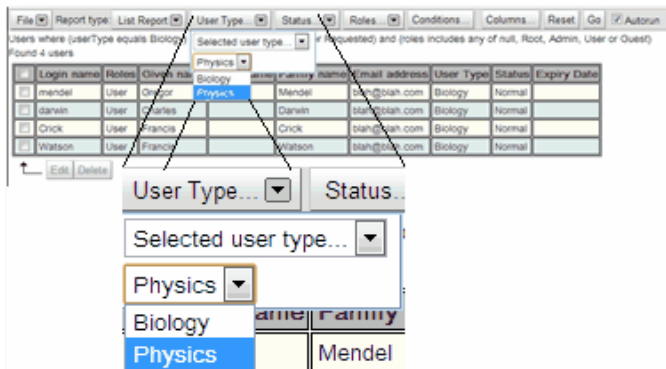 File Report type: List Report User Type... Status... Roles... Conditions... Columns... Reset Go Autorun
Users where (userType equals Biology r Requested) and (roles includes any of null, Root, Admin, User or Guest)
Found 4 users
Selected user type...
Physics
Biology
Physics
Login name Roles Given na me Family name Email address User Type Status Expiry Date
mendel User Gregor Mendel blah@blah.com Biology Normal
darwin User Charles Darwin blah@blah.com Biology Normal
Crick User Francis Crick blah@blah.com Biology Normal
Watson User Francis Watson blah@blah.com Biology Normal
Edit Delete
User Type... Status..
Selected user type...
Physics
Biology ame Family
Physics Mendel